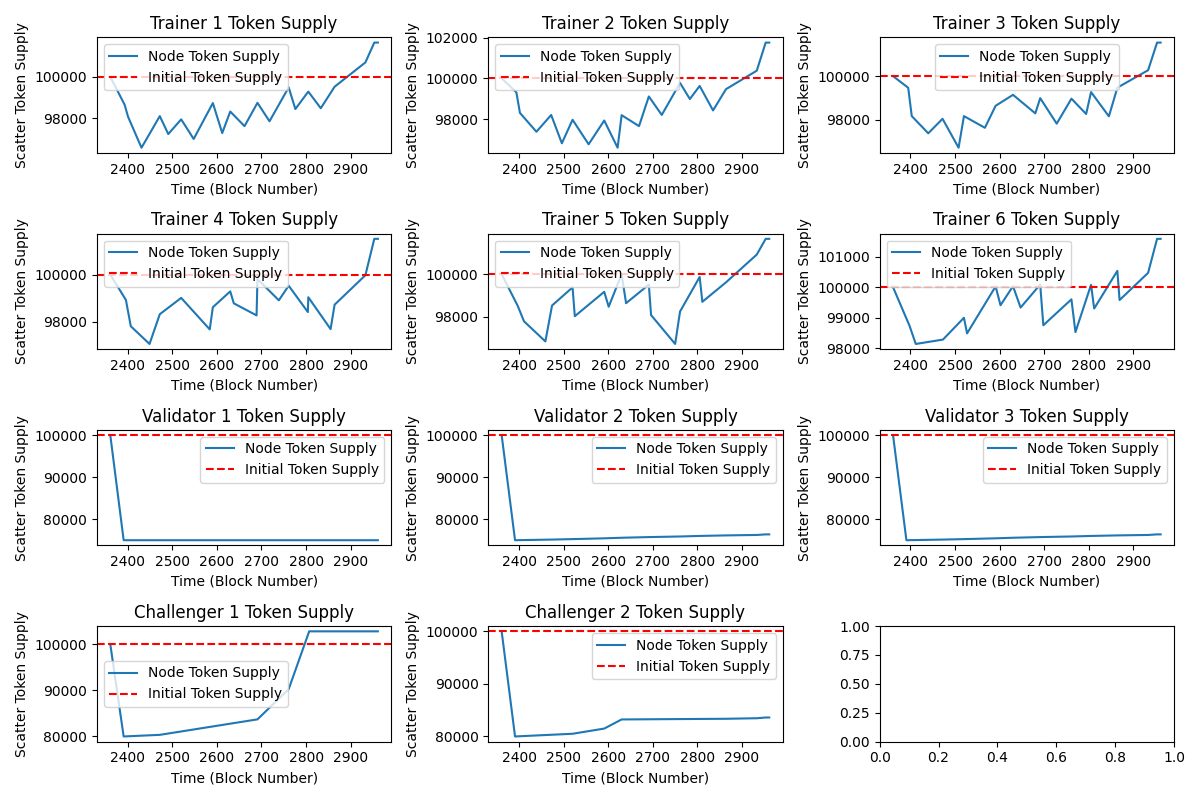 Trainer 1 Token Supply
Scatter Token Supply
100000
98000
Node Token Supply
Initial Token Supply
2400 2500 2600 2700 2800 2900
Time (Block Number)
Trainer 2 Token Supply
Scatter Token Supply
102000
100000
98000
Node Token Supply
Initial Token Supply
2400 2500 2600 2700 2800 2900
Time (Block Number)
Trainer 3 Token Supply
Scatter Token Supply
100000
98000
Node Token Supply
Initial Token Supply
2400 2500 2600 2700 2800 2900
Time (Block Number)
Trainer 4 Token Supply
Scatter Token Supply
100000
98000
Node Token Supply
Initial Token Supply
2400 2500 2600 2700 2800 2900
Time (Block Number)
Trainer 5 Token Supply
Scatter Token Supply
100000
98000
Node Token Supply
Initial Token Supply
2400 2500 2600 2700 2800 2900
Time (Block Number)
Trainer 6 Token Supply
Scatter Token Supply
101000
100000
99000
98000
Node Token Supply
Initial Token Supply
2400 2500 2600 2700 2800 2900
Time (Block Number)
Validator 1 Token Supply
Scatter Token Supply
100000
90000
80000
Node Token Supply
Initial Token Supply
2400 2500 2600 2700 2800 2900
Time (Block Number)
Validator 2 Token Supply
Scatter Token Supply
100000
90000
80000
Node Token Supply
Initial Token Supply
2400 2500 2600 2700 2800 2900
Time (Block Number)
Validator 3 Token Supply
Scatter Token Supply
100000
90000
80000
Node Token Supply
Initial Token Supply
2400 2500 2600 2700 2800 2900
Time (Block Number)
Challenger 1 Token Supply
Scatter Token Supply
100000
90000
80000
Node Token Supply
Initial Token Supply
2400 2500 2600 2700 2800 2900
Time (Block Number)
Challenger 2 Token Supply
Scatter Token Supply
100000
90000
80000
Node Token Supply
Initial Token Supply
2400 2500 2600 2700 2800 2900
Time (Block Number)
1.00
0.75
0.50
0.25
0.00
0.0 0.2 0.4 0.6 0.8 1.0